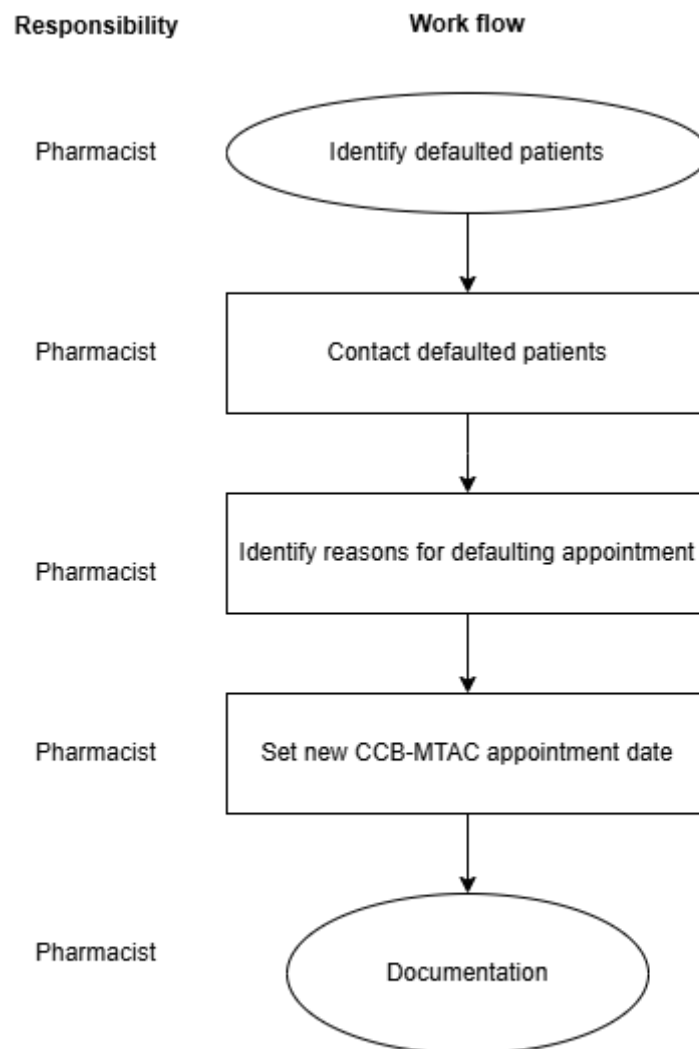 Responsibility
Work flow
Pharmacist
Identify defaulted patients
Pharmacist
Contact defaulted patients
Pharmacist
Identify reasons for defaulting appointment
Pharmacist
Set new CCB-MTAC appointment date
Pharmacist
Documentation